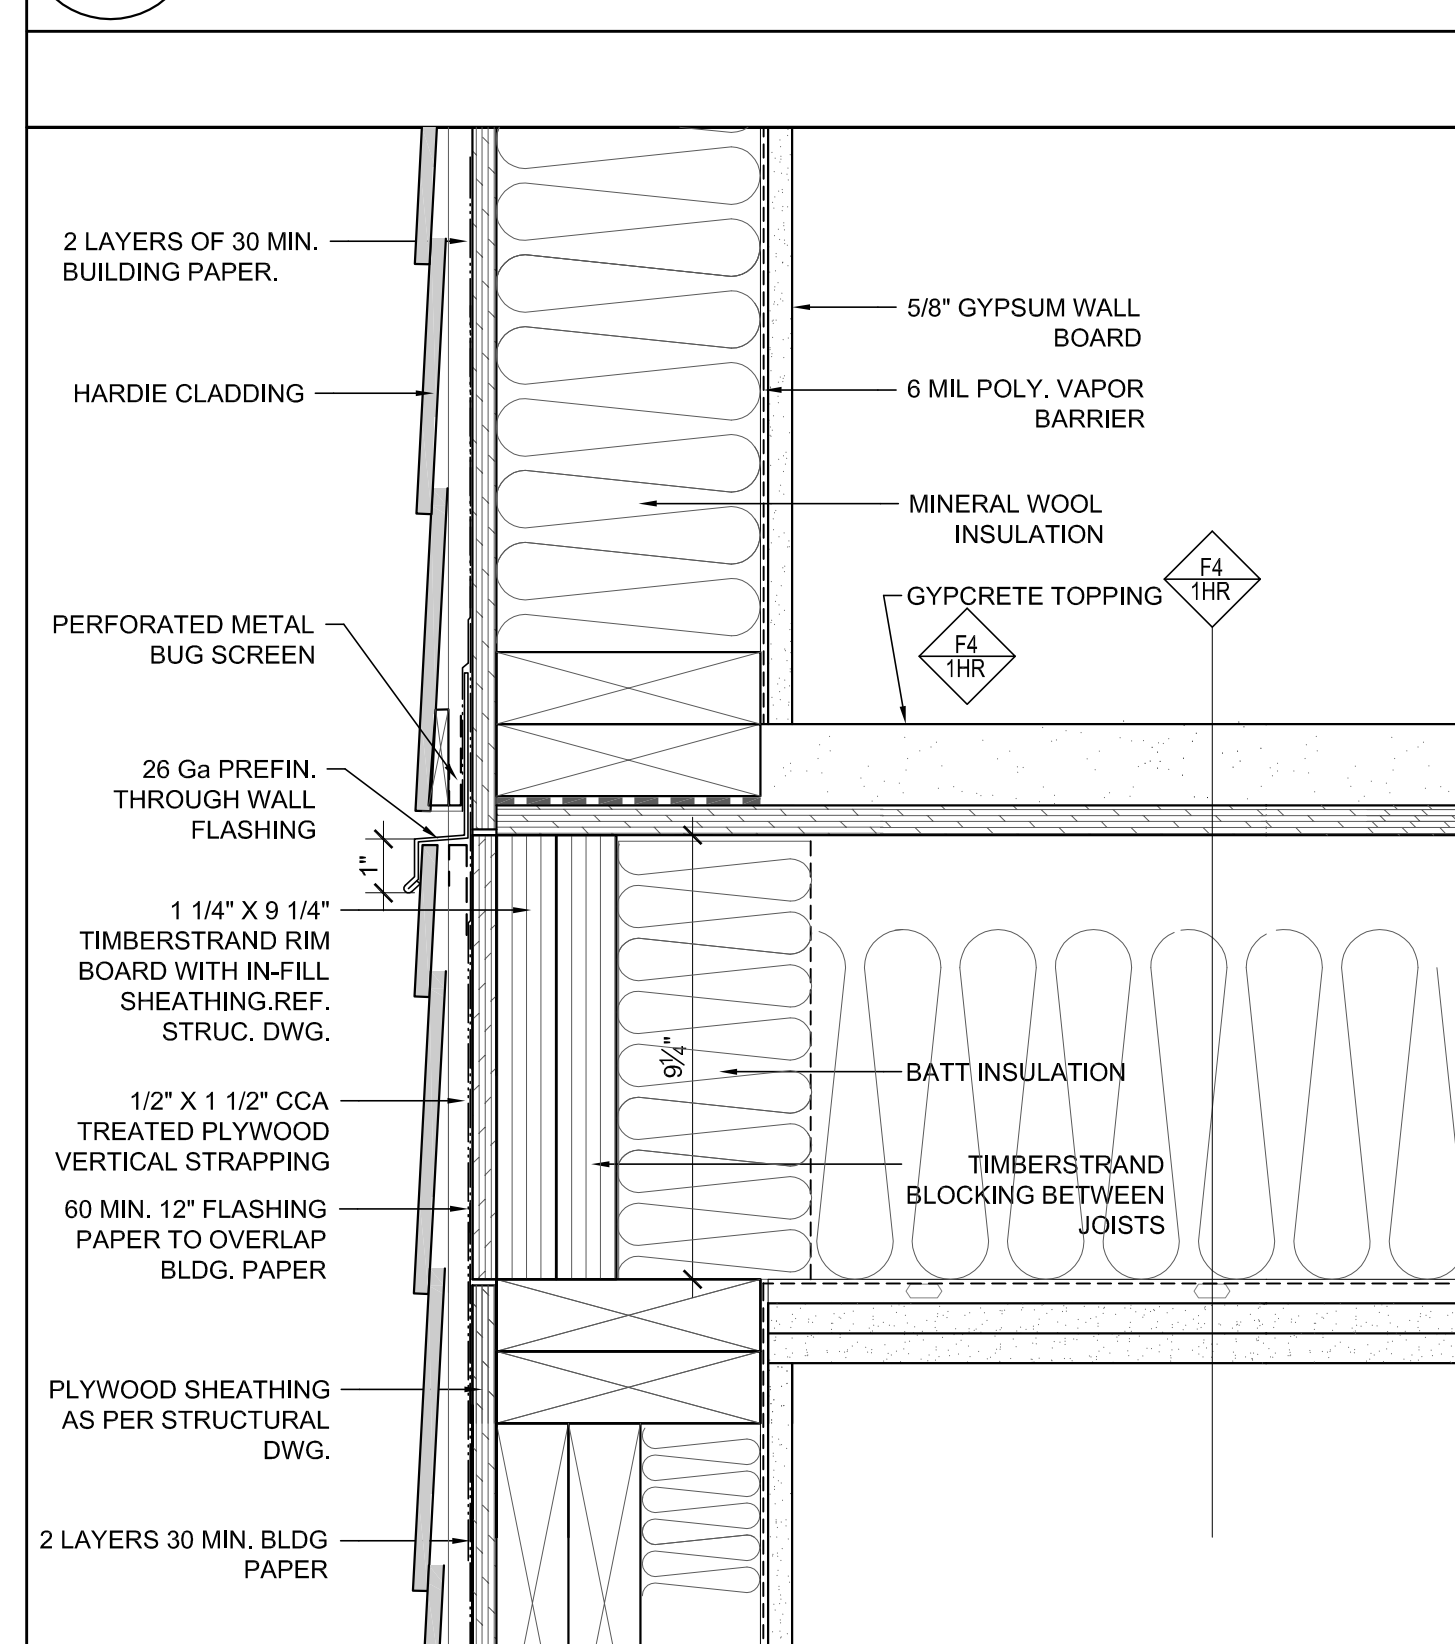 2 LAYERS OF 30 MIN.
BUILDING PAPER.
HARDIE CLADDING
PERFORATED METAL
BUG SCREEN
26 Ga PREFIN.
THROUGH WALL
FLASHING
1"
1 1/4" X 9 1/4"
TIMBERSTRAND RIM
BOARD WITH IN-FILL
SHEATHING.REF.
STRUC. DWG.
1/2" X 1 1/2" CCA
TREATED PLYWOOD
VERTICAL STRAPPING
60 MIN. 12" FLASHING
PAPER TO OVERLAP
BLDG. PAPER
PLYWOOD SHEATHING
AS PER STRUCTURAL
DWG.
2 LAYERS 30 MIN. BLDG
PAPER
5/8" GYPSUM WALL
BOARD
6 MIL POLY. VAPOR
BARRIER
MINERAL WOOL
INSULATION
F4
1HR
GYPCRETE TOPPING
F4
1HR
9¼"
BATT INSULATION
TIMBERSTRAND
BLOCKING BETWEEN
JOISTS